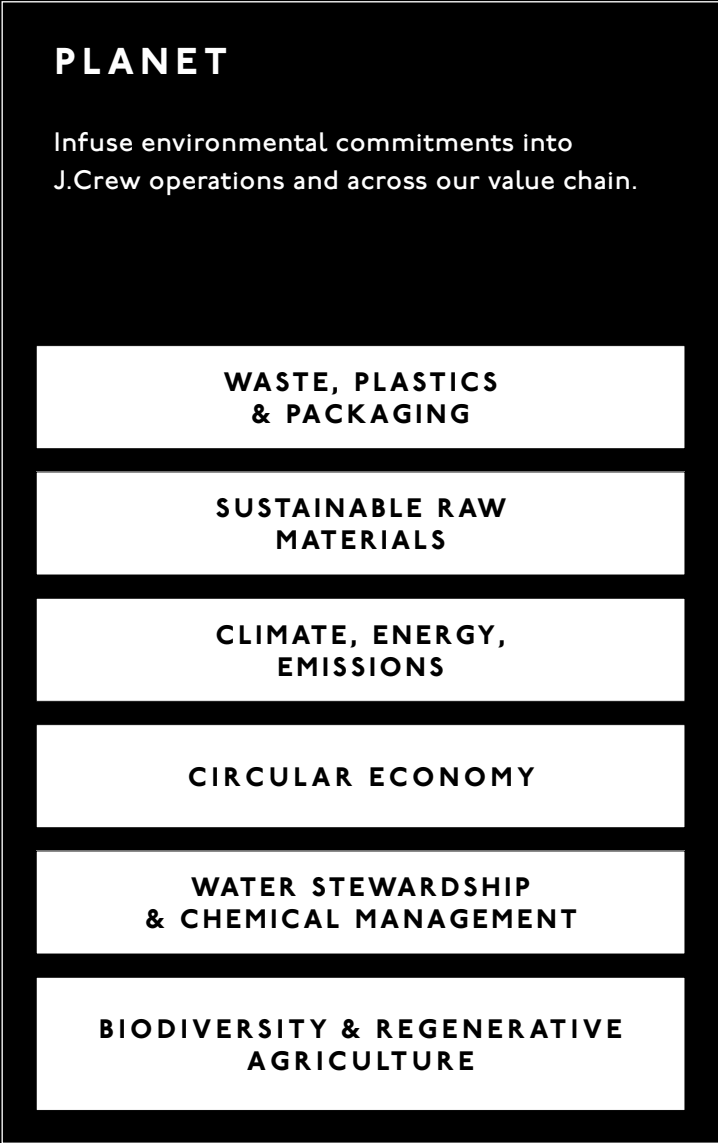 PLANET
Infuse environmental commitments into
J.Crew operations and across our value chain.
WASTE, PLASTICS
& PACKAGING
SUSTAINABLE RAW
MATERIALS
CLIMATE, ENERGY,
EMISSIONS
CIRCULAR ECONOMY
WATER STEWARDSHIP
& CHEMICAL MANAGEMENT
BIODIVERSITY & REGENERATIVE
AGRICULTURE